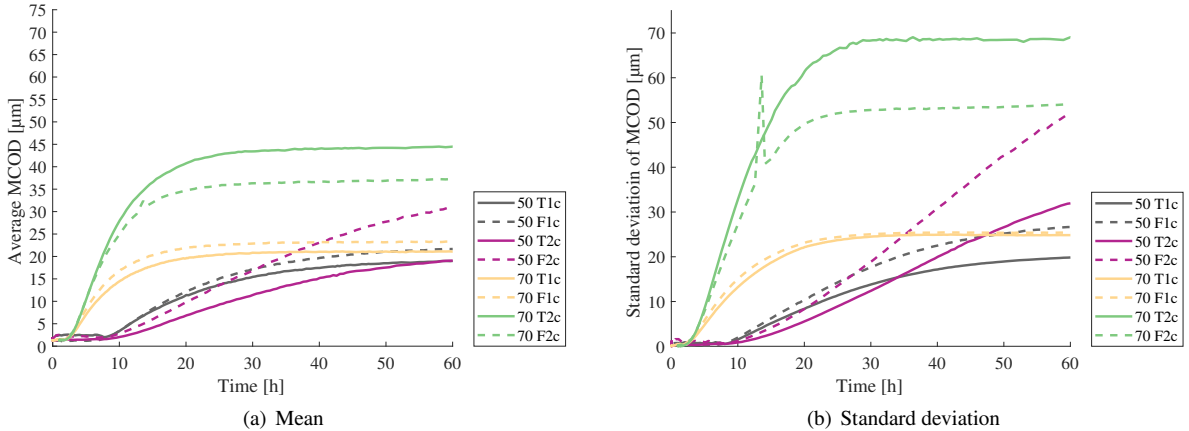 75
70
65
60
55
50
45
40
35
30
25
20
15
10
5
0
Average MCOD [µm]
0 10 20 30 40 50 60
Time [h]
50 T1c
50 F1c
50 T2c
50 F2c
70 T1c
70 F1c
70 T2c
70 F2c
(a) Mean
70
60
50
40
30
20
10
0
Standard deviatioin of MCOD [µm]
0 10 20 30 40 50 60
Time [h]
50 T1c
50 F1c
50 T2c
50 F2c
70 T1c
70 F1c
70 T2c
70 F2c
(b) Standard deviation